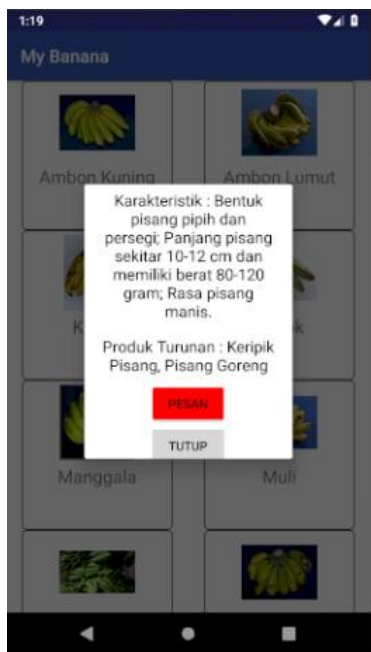 1:19
My Banana
Ambon Kuning
Ambon Lumut
Karakteristik : Bentuk
pisang pipih dan
persegi; Panjang pisang
sekitar 10-12 cm dan
memiliki berat 80-120
gram; Rasa pisang
manis.
Produk Turunan : Keripik
Pisang, Pisang Goreng
PESAN
TUTUP
Manggala
Muli